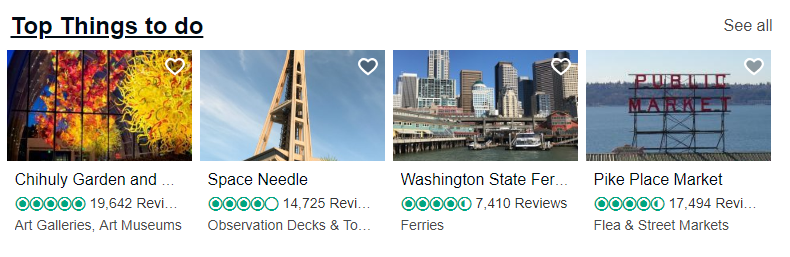 Top Things to do
See all
PUBLIC
MARKET
Chihuly Garden and ...
Space Needle
Washington State Fer...
Pike Place Market
19,642 Revi...
14,725 Revi...
7,410 Reviews
17,494 Revi...
Art Galleries, Art Museums
Observation Decks & To...
Ferries
Flea & Street Markets